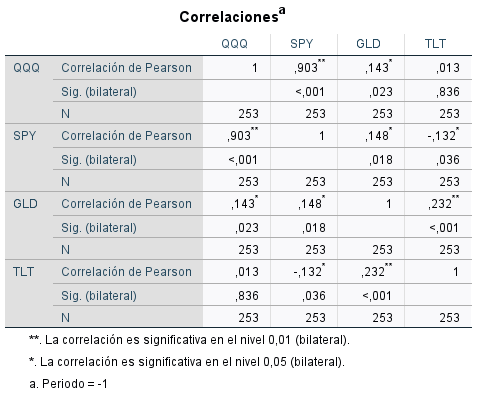 Correlaciones^a
QQQ SPY GLD TLT
QQQ Correlación de Pearson 1 ,903** ,143* ,013
Sig. (bilateral) <,001 ,023 ,836
N 253 253 253 253
SPY Correlación de Pearson ,903** 1 ,148* -,132*
Sig. (bilateral) <,001 ,018 ,036
N 253 253 253 253
GLD Correlación de Pearson ,143* ,148* 1 ,232**
Sig. (bilateral) ,023 ,018 <,001
N 253 253 253 253
TLT Correlación de Pearson ,013 -,132* ,232** 1
Sig. (bilateral) ,836 ,036 <,001
N 253 253 253 253
**. La correlación es significativa en el nivel 0,01 (bilateral).
*. La correlación es significativa en el nivel 0,05 (bilateral).
a. Periodo = -1